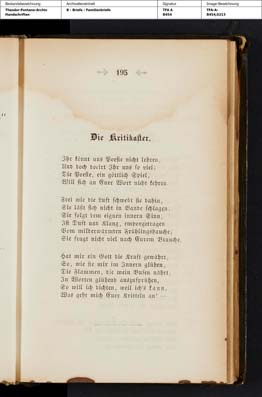 Bestandsbezeichnung Archivalieneinheit Signatur Image-Bezeichnung
Theodor-Fontane-Archiv B - Briefe - Familienbriefe TFA A TFA-A:
Handschriften B454 B454,0213
195
Die Kritikaster.
Ihr könnt uns Poesie nicht lehren,
Und doch docirt Ihr uns so viel;
Die Poesie, ein göttlich Spiel,
Will sich an Euer Wort nicht kehren.
Frei wie die Luft schwebt sie dahin,
Sie läßt sich nicht in Bande schlagen,
Sie folgt dem eignen innern Sinn,
Ist Duft und Klang, emporgetragen
Vom milderwärmten Frühlingshauche;
Sie fragt nicht viel nach Eurem Brauche.
Hat mir ein Gott die Kraft gewährt,
So, wie sie mir im Innern glühen,
Die Flammen, die mein Busen nährt,
In Worten glühend auszusprühen,
So will ich dichten, weil ich's kann,
Was geht mich Euer Kritteln an! —